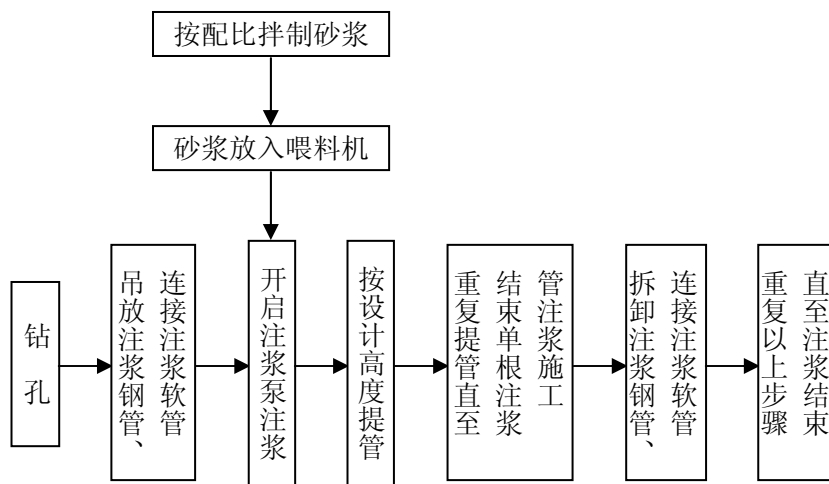 按配比拌制砂浆
砂浆放入喂料机
钻孔
吊放注浆钢管、
连接注浆软管
开启注浆泵注浆
按设计高度提管
重复提管直至
结束单根注浆
管注浆施工
拆卸注浆钢管、
连接注浆软管
重复以上步骤
直至注浆结束